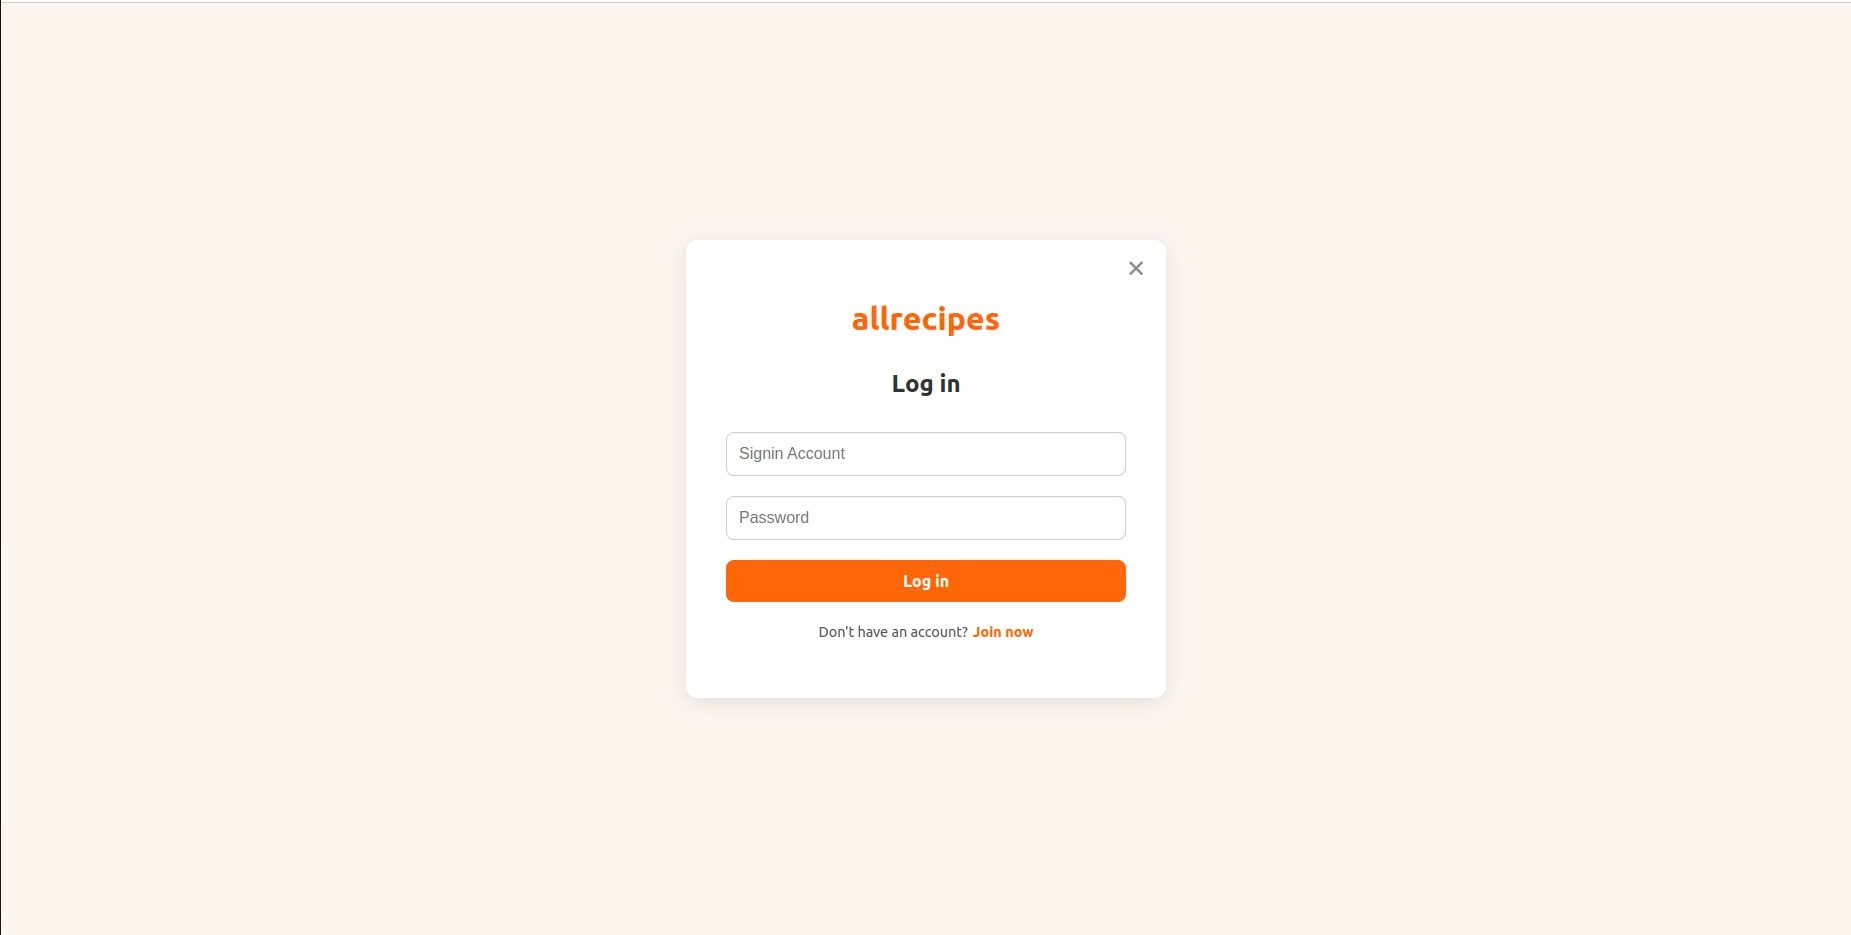 allrecipes
Log in
Signin Account
Password
Log in
Don't have an account? Join now